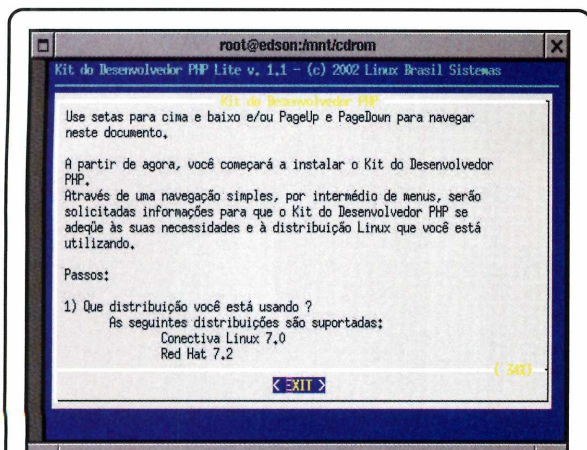 root@edson:/mnt/cdrom
Kit do Desenvolvedor PHP Lite v. 1.1 - (c) 2002 Linux Brasil Sistemas
Kit do Desenvolvedor PHP
Use setas para cima e baixo e/ou PageUp e PageDown para navegar
neste documento.
A partir de agora, você começará a instalar o Kit do Desenvolvedor
PHP.
Através de uma navegação simples, por intermédio de menus, serão
solicitadas informações para que o Kit do Desenvolvedor PHP se
adeqüe às suas necessidades e à distribuição Linux que você está
utilizando.
Passos:
1) Que distribuição você está usando ?
As seguintes distribuições são suportadas:
Conectiva Linux 7.0
Red Hat 7.2
< EXIT >